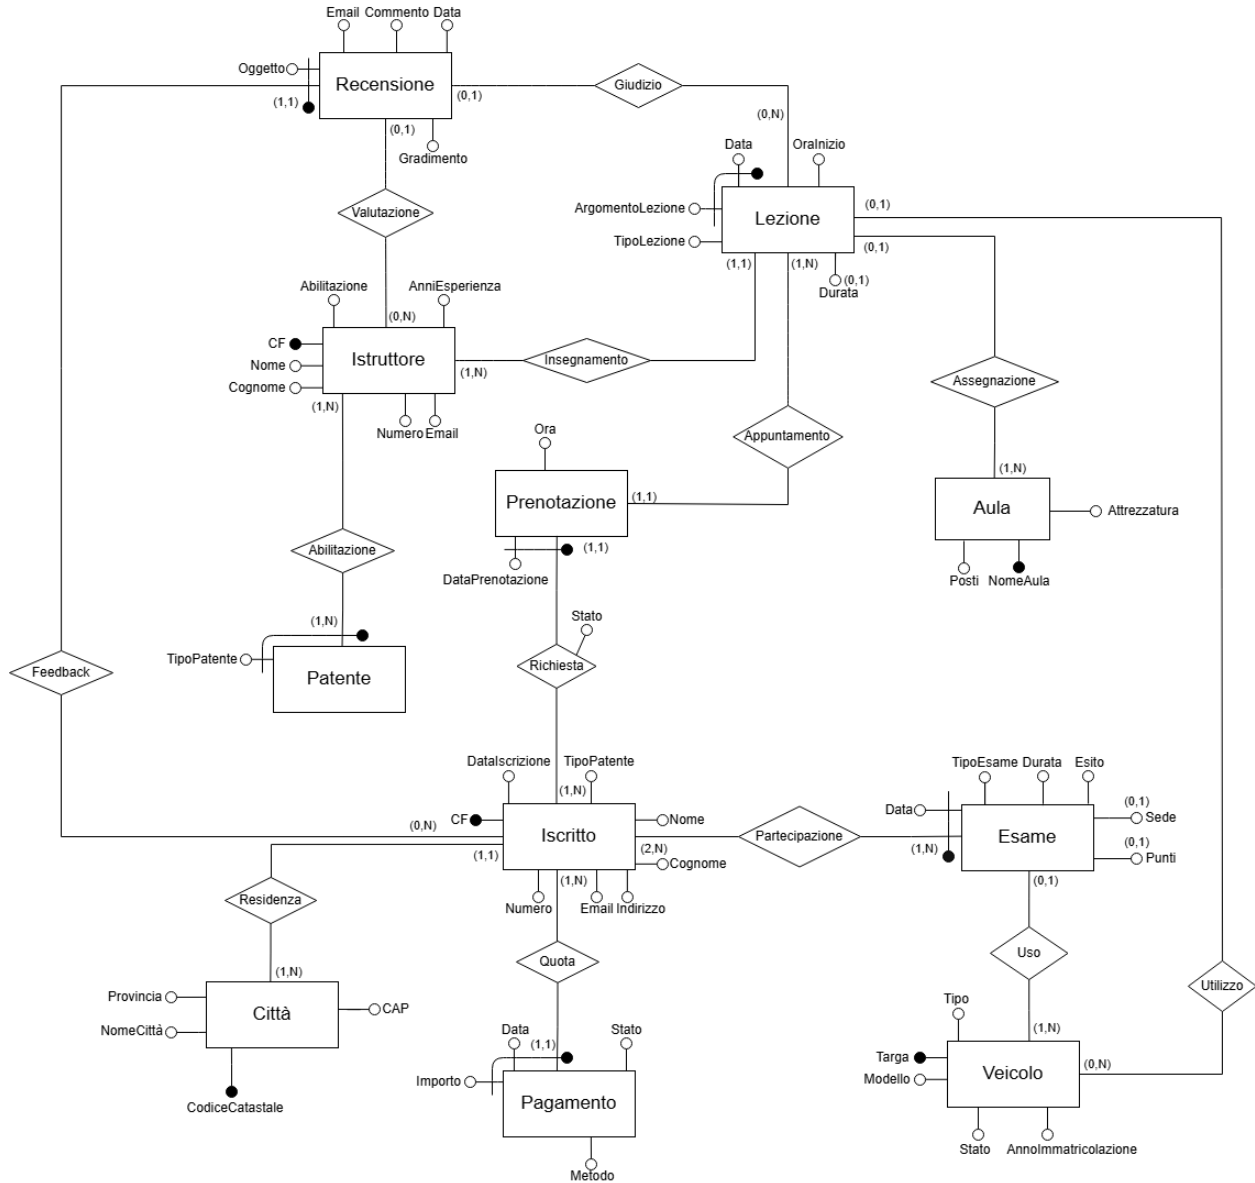 Email Commento Data
Oggetto
Recensione
(1,1)
(0,1)
(0,1)
Gradimento
Giudizio
(0,N)
Valutazione
Data
OraInizio
ArgomentoLezione
Lezione
(0,1)
TipoLezione
(0,1)
(1,1)
(1,N)
(0,1)
Durata
Abilitazione
AnniEsperienza
(0,N)
CF
Nome
Cognome
Istruttore
(1,N)
(1,N)
Numero Email
Insegnamento
Assegnazione
Appuntamento
Ora
Prenotazione
(1,1)
(1,1)
DataPrenotazione
(1,N)
Aula
Attrezzatura
Posti
NomeAula
Abilitazione
(1,N)
TipoPatente
Patente
Feedback
Stato
Richiesta
DataIscrizione
TipoPatente
(1,N)
CF
Iscritto
Nome
(0,N)
(1,1)
(2,N)
Cognome
(1,N)
Numero
Email Indirizzo
Partecipazione
TipoEsame Durata Esito
Data
Esame
(0,1)
Sede
(0,1)
Punti
(1,N)
(0,1)
Residenza
Quota
Uso
Utilizzo
(1,N)
Provincia
NomeCittà
Città
CAP
CodiceCatastale
Data
(1,1)
Stato
Importo
Pagamento
Metodo
Tipo
(1,N)
Targa
Modello
Veicolo
(0,N)
Stato
AnnoImmatricolazione